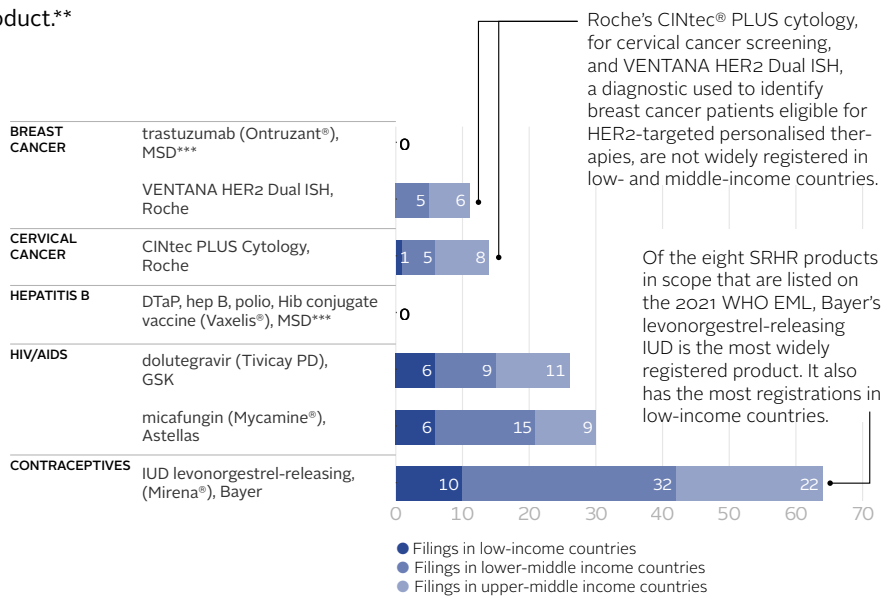 oduct.**
Roche's CINtec® PLUS cytology,
for cervical cancer screening,
and VENTANA HER2 Dual ISH,
a diagnostic used to identify
breast cancer patients eligible for
HER2-targeted personalised ther-
apies, are not widely registered in
low- and middle-income countries.
BREAST
CANCER
trastuzumab (Ontruzant®),
MSD***
0
VENTANA HER2 Dual ISH,
Roche
5 6
CERVICAL
CANCER
CINtec PLUS Cytology,
Roche
1 5 8
HEPATITIS B
DTaP, hep B, polio, Hib conjugate
vaccine (Vaxelis®), MSD***
0
HIV/AIDS
dolutegravir (Tivicay PD),
GSK
6 9 11
micafungin (Mycamine®),
Astellas
6 15 9
CONTRACEPTIVES
IUD levonorgestrel-releasing,
(Mirena®), Bayer
10 32 22
Of the eight SRHR products
in scope that are listed on
the 2021 WHO EML, Bayer's
levonorgestrel-releasing
IUD is the most widely
registered product. It also
has the most registrations in
low-income countries.
0 10 20 30 40 50 60 70
Filings in low-income countries
Filings in lower-middle income countries
Filings in upper-middle income countries